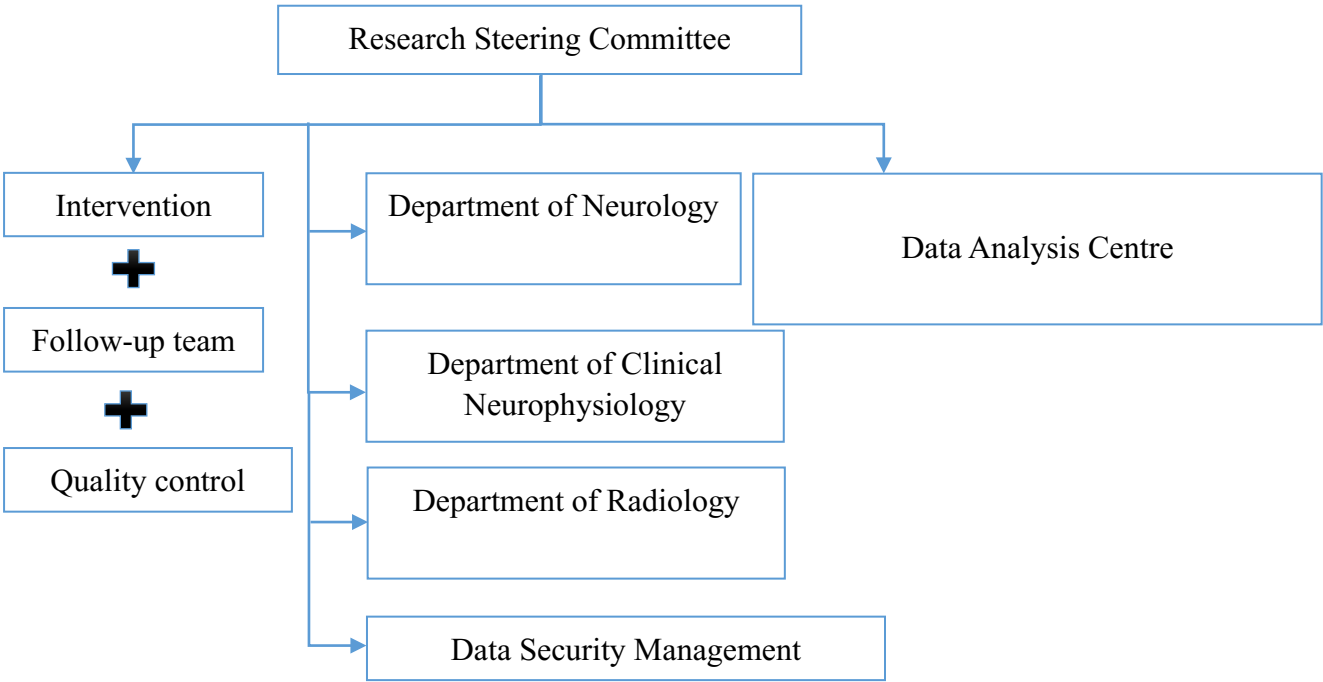 Research Steering Committee
Intervention
Follow-up team
Quality control
Department of Neurology
Department of Clinical
Neurophysiology
Department of Radiology
Data Security Management
Data Analysis Centre